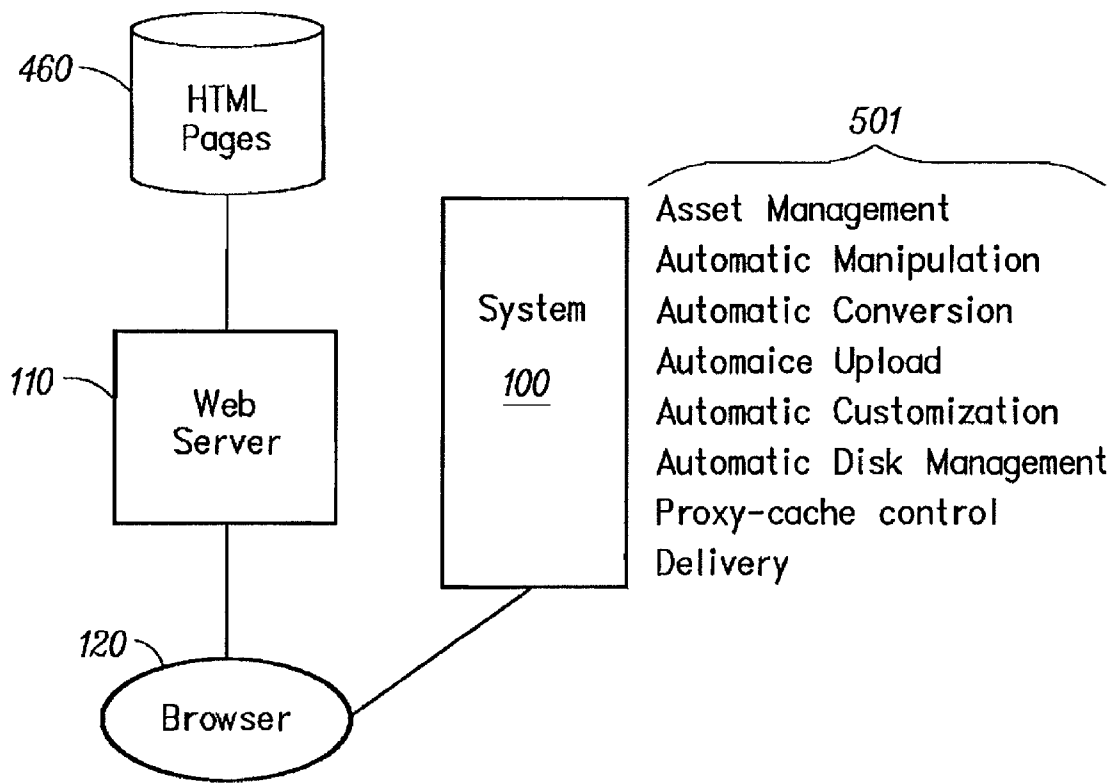 460
HTML
Pages
501
Asset Management
Automatic Manipulation
System
Automatic Conversion
110
Web
Server
100
Automaice Upload
Automatic Customization
Automatic Disk Management
Proxy-cache control
Delivery
120
Browser